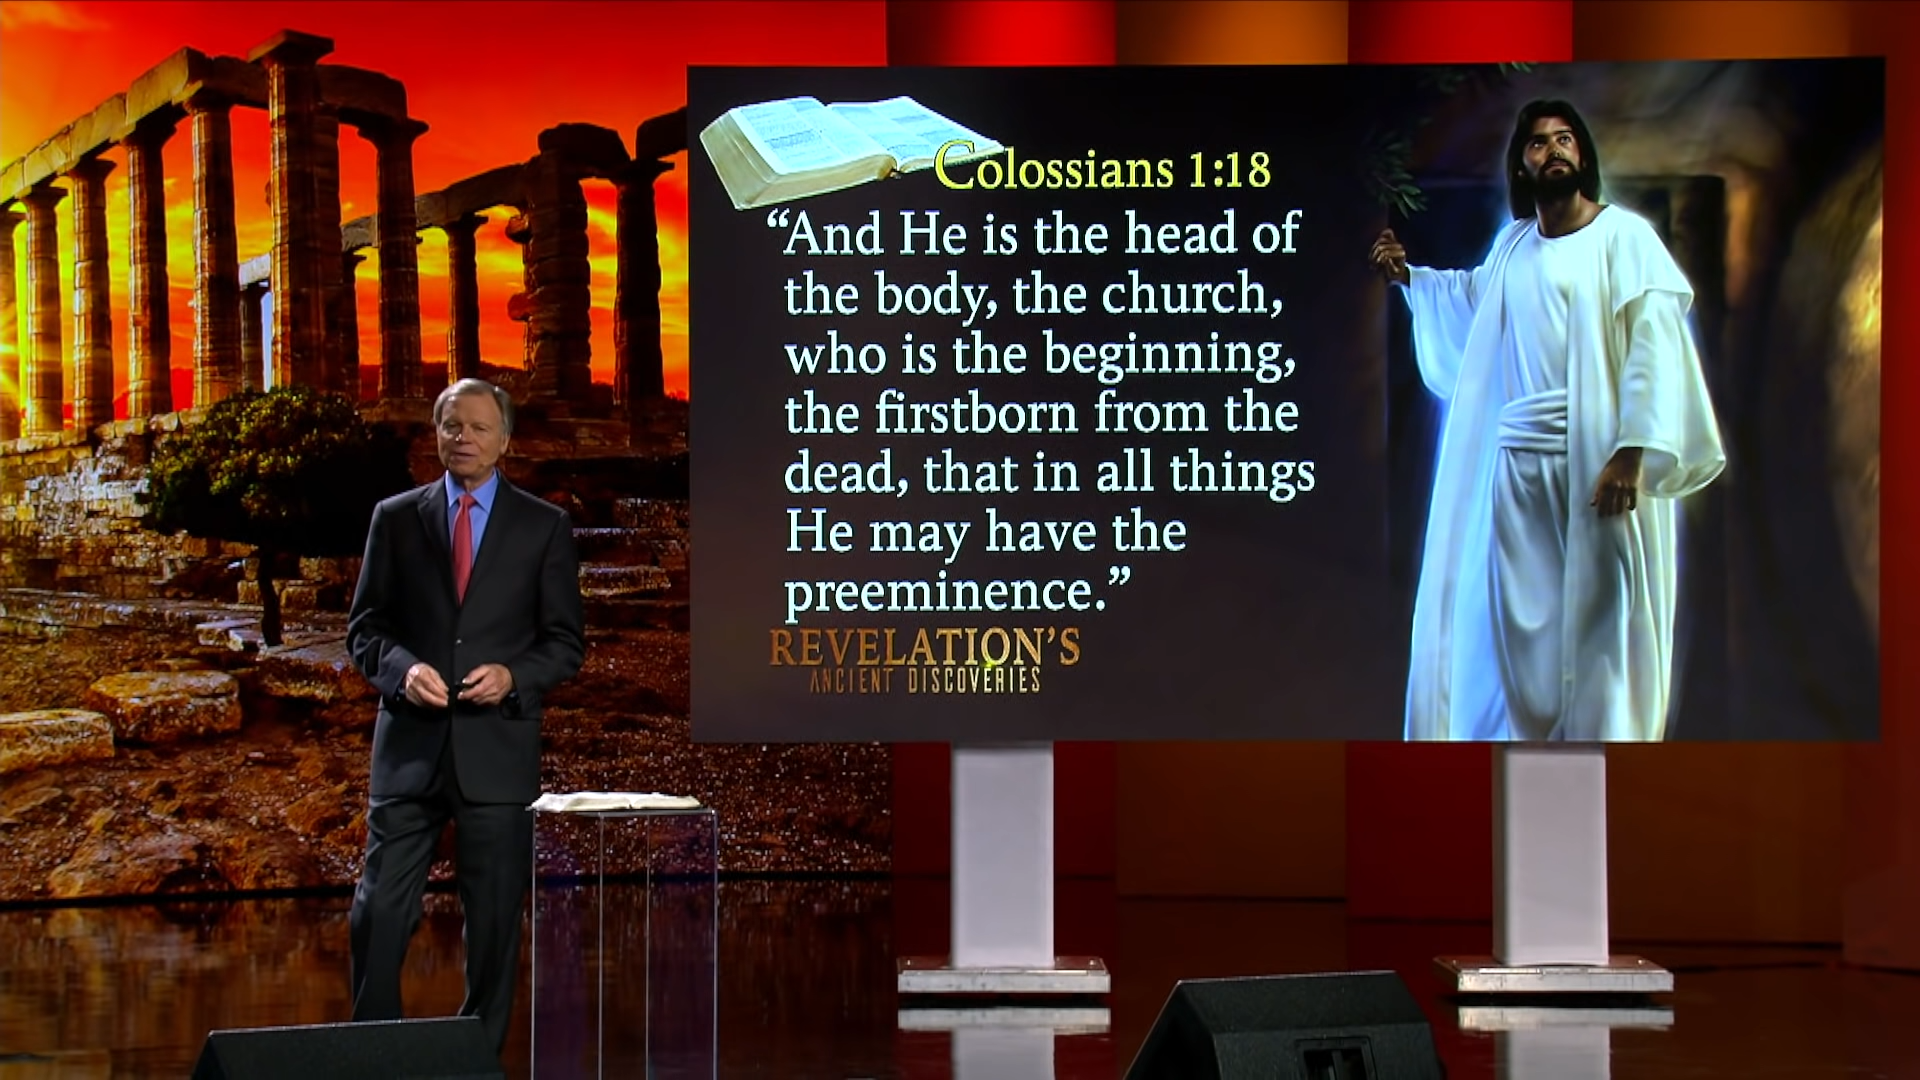 Colossians 1:18
“And He is the head of
the body, the church,
who is the beginning,
the firstborn from the
dead, that in all things
He may have the
preeminence.”
REVELATION’S
ANCIENT DISCOVERIES